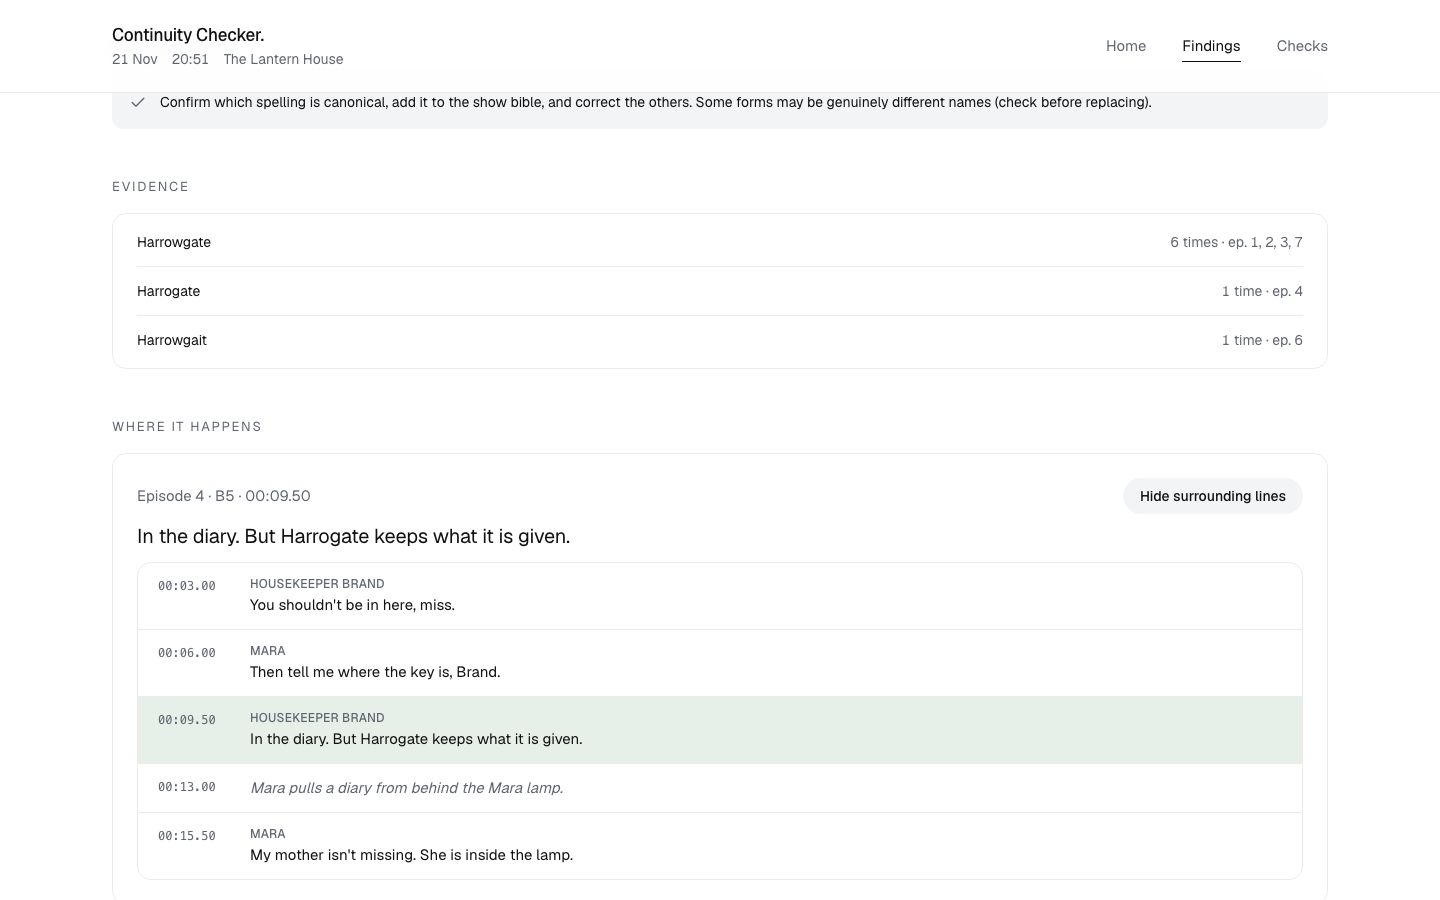 Continuity Checker.
21 Nov 20:51 The Lantern House
Home Findings Checks
Confirm which spelling is canonical, add it to the show bible, and correct the others. Some forms may be genuinely different names (check before replacing).
EVIDENCE
Harrowgate 6 times · ep. 1, 2, 3, 7
Harrogate 1 time · ep. 4
Harrowgait 1 time · ep. 6
WHERE IT HAPPENS
Episode 4 · B5 · 00:09.50 Hide surrounding lines
In the diary. But Harrogate keeps what it is given.
00:03.00 HOUSEKEEPER BRAND
You shouldn't be in here, miss.
00:06.00 MARA
Then tell me where the key is, Brand.
00:09.50 HOUSEKEEPER BRAND
In the diary. But Harrogate keeps what it is given.
00:13.00 Mara pulls a diary from behind the Mara lamp.
00:15.50 MARA
My mother isn't missing. She is inside the lamp.